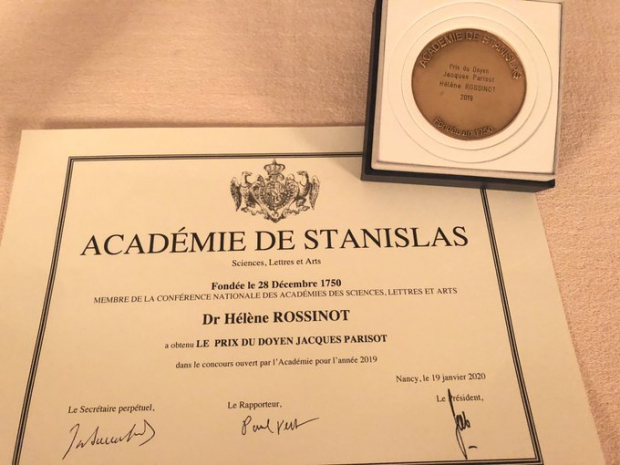 ACADÉMIE DE STANISLAS
Prix du Doyen
Jacques Parisot
Hélène ROSSINOT
2019
ACADÉMIE DE STANISLAS
Sciences, Lettres et Arts
Fondée le 28 Décembre 1750
MEMBRE DE LA CONFÉRENCE NATIONALE DES ACADÉMIES DES SCIENCES, LETTRES ET ARTS
Dr Hélène ROSSINOT
a obtenu LE PRIX DU DOYEN JACQUES PARISOT
dans le concours ouvert par l'Académie pour l'année 2019
Nancy, le 19 janvier 2020
Le Secrétaire perpétuel,
Le Rapporteur,
Le Président,